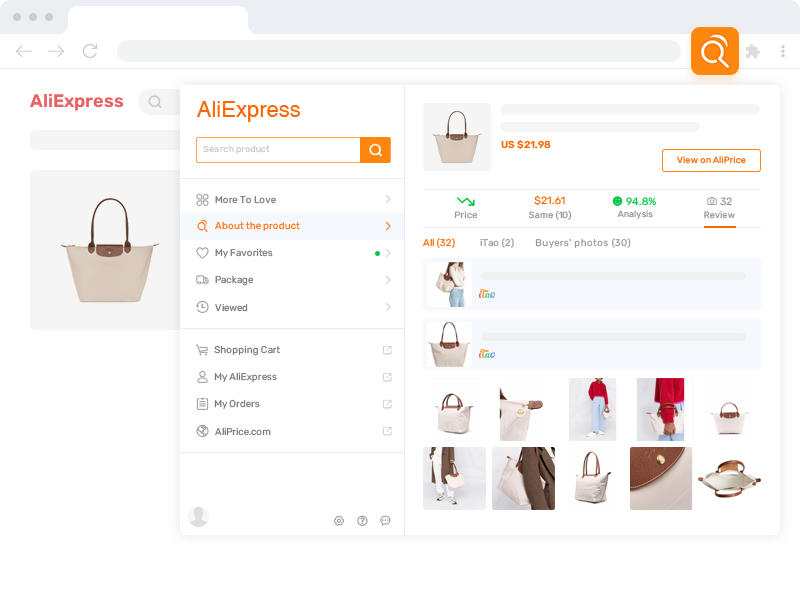 AliExpress
AliExpress
Search product
More To Love
About the product
My Favorites
Package
Viewed
Shopping Cart
My AliExpress
My Orders
AliPrice.com
US $21.98
View on AliPrice
Price
$21.61
Same (10)
94.8%
Analysis
32
Review
All (32)
iTao (2)
Buyers' photos (30)
iTao
iTao